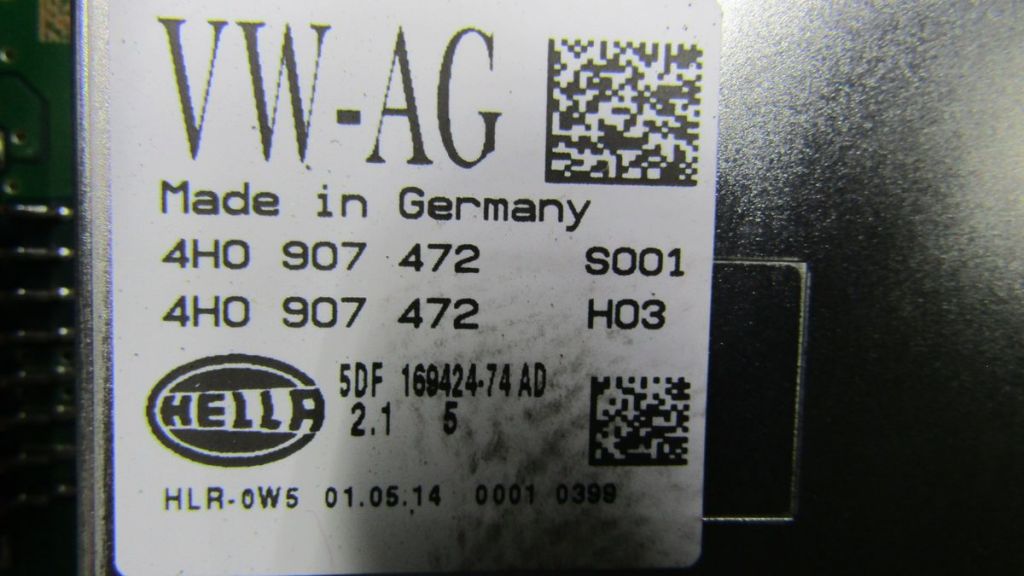 VW-AG
Made in Germany
4H0 907 472 S001
4H0 907 472 H03
HELLA 5DF 169424-74 AD
2.1 5
HLR-0W5 01.05.14 0001 0399